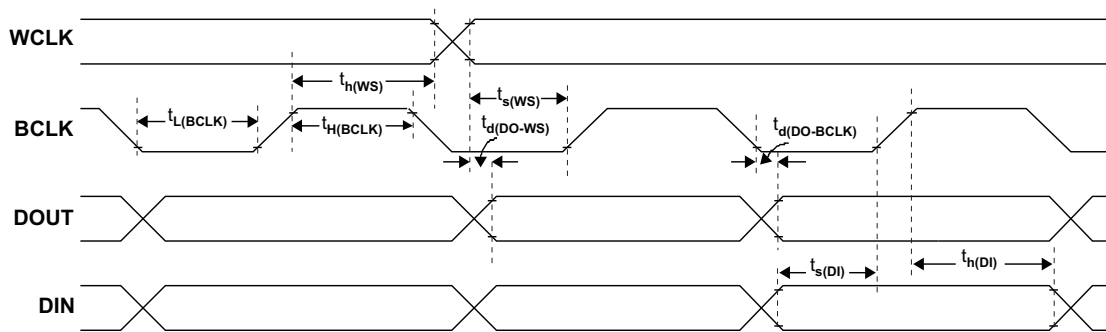 WCLK
th(WS)
ts(WS)
BCLK
tL(BCLK)
tH(BCLK)
td(DO-WS)
td(DO-BCLK)
DOUT
ts(DI)
th(DI)
DIN